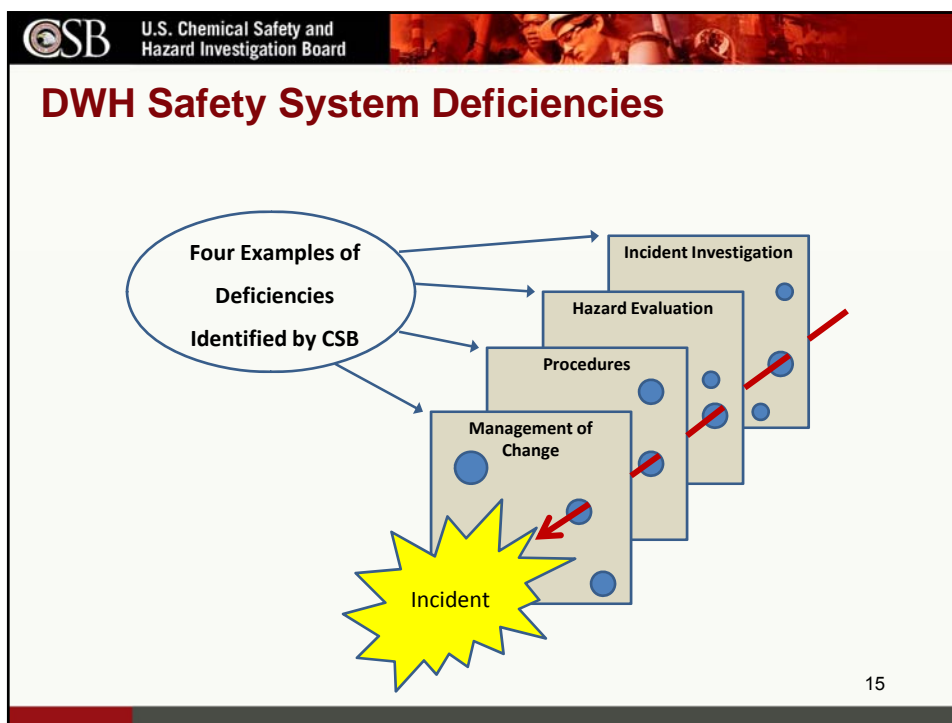 CSB
U.S. Chemical Safety and
Hazard Investigation Board
DWH Safety System Deficiencies
Four Examples of
Deficiencies
Identified by CSB
Incident Investigation
Hazard Evaluation
Procedures
Management of
Change
Incident
15